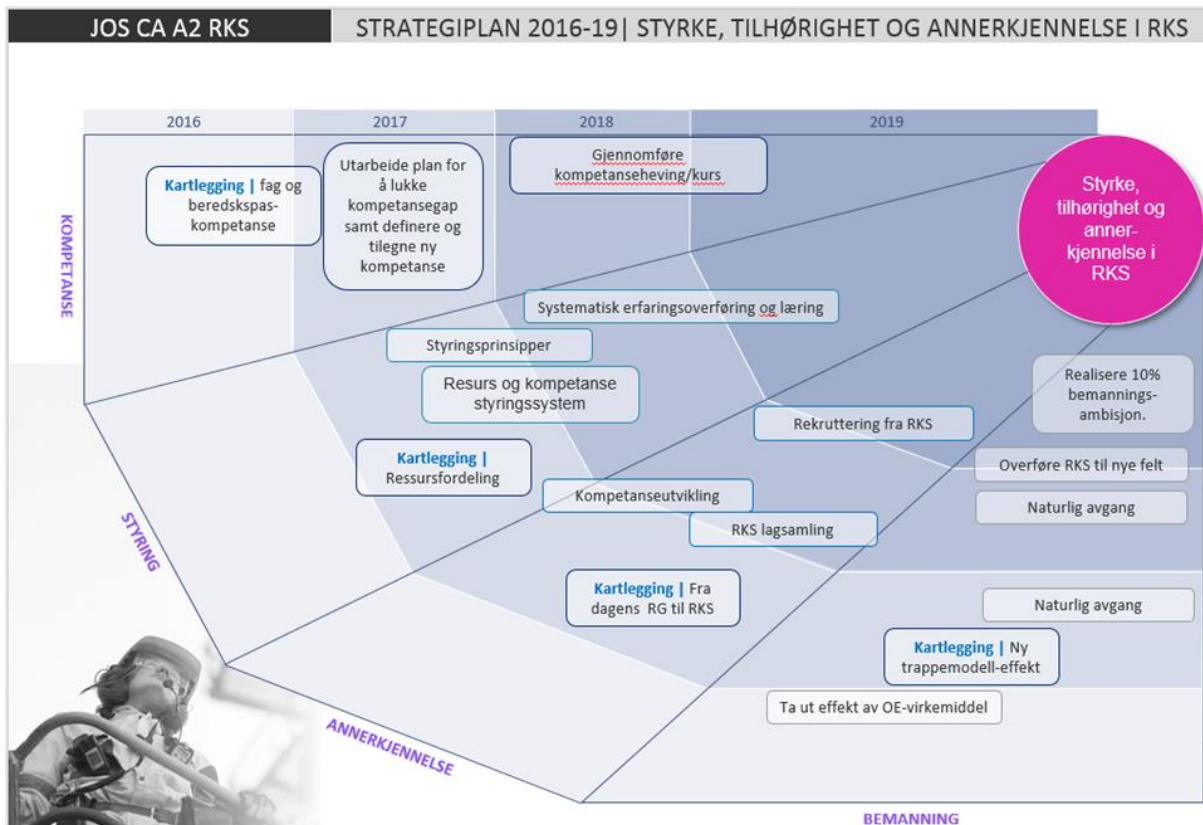 JOS CA A2 RKS
STRATEGIPLAN 2016-19| STYRKE, TILHØRIGHET OG ANNERKJENNELSE I RKS
2016
2017
2018
2019
KOMPETANSE
Kartlegging | fag og
beredskspas-
kompetanse
Utarbeide plan for
å lukke
kompetansegap
samt definere og
tilegne ny
kompetanse
Gjennomføre
kompetanseheving/kurs
Styrke,
tilhørighet og
anner-
kjennelse i
RKS
Systematisk erfaringsoverføring og læring
Styringsprinsipper
Resurs og kompetanse
styringssystem
Realisere 10%
bemannings-
ambisjon.
Rekruttering fra RKS
Kartlegging |
Ressursfordeling
Overføre RKS til nye felt
Kompetanseutvikling
Naturlig avgang
RKS lagsamling
STYRING
Kartlegging | Fra
dagens RG til RKS
Naturlig avgang
Kartlegging | Ny
trappemodell-effekt
Ta ut effekt av OE-virkemiddel
ANNERKJENNELSE
BEMANNING